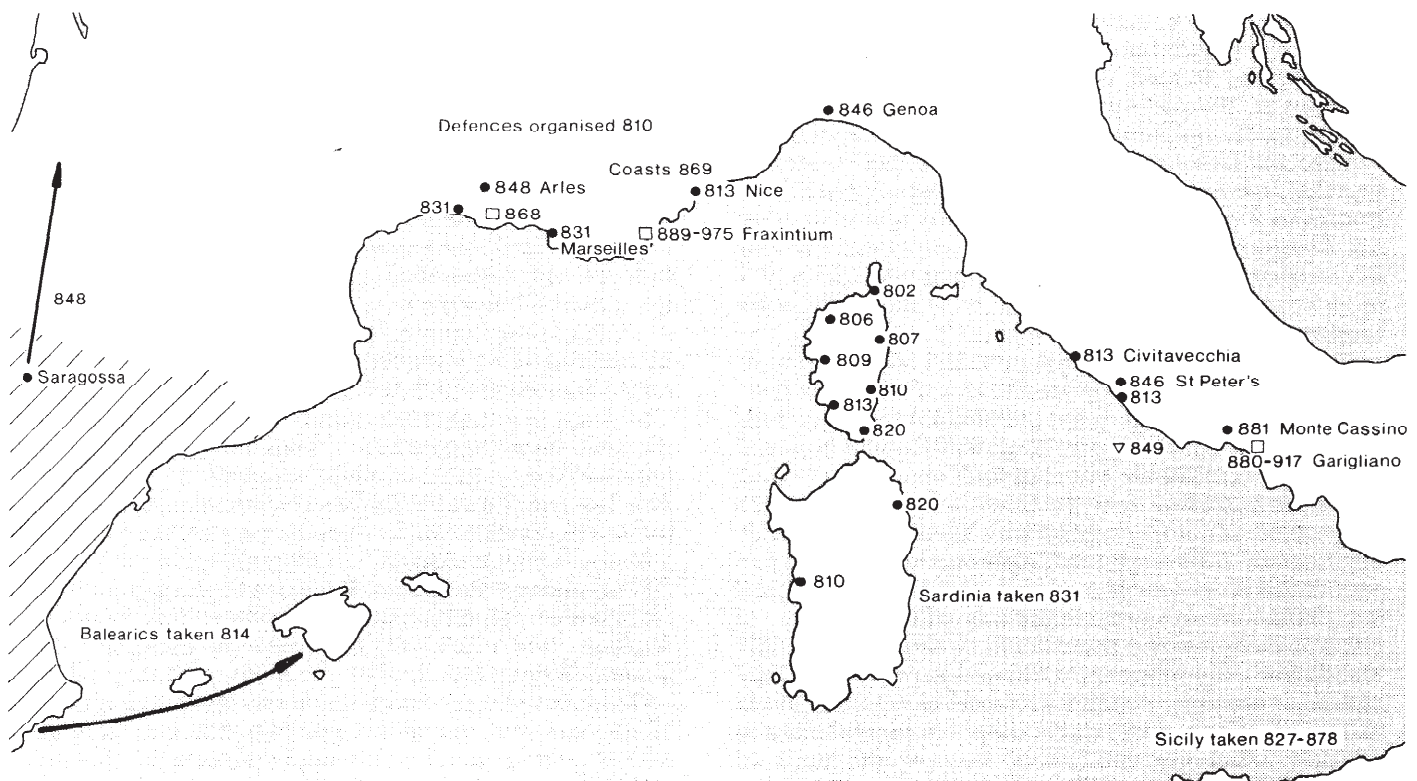 846 Genoa
Defences organised 810
Coasts 869
848 Arles
813 Nice
831
868
831
Marseilles'
889-975 Fraxintium
848
802
806
807
809
810
813
820
Saragossa
813 Civitavecchia
846 St Peter's
813
881 Monte Cassino
849
880-917 Garigliano
820
810
Sardinia taken 831
Balearics taken 814
Sicily taken 827-878